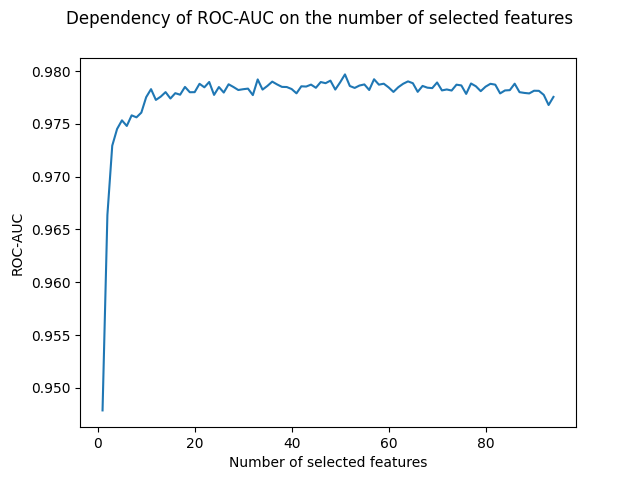 Dependency of ROC-AUC on the number of selected features
0.980
0.975
0.970
0.965
0.960
0.955
0.950
ROC-AUC
0 20 40 60 80
Number of selected features